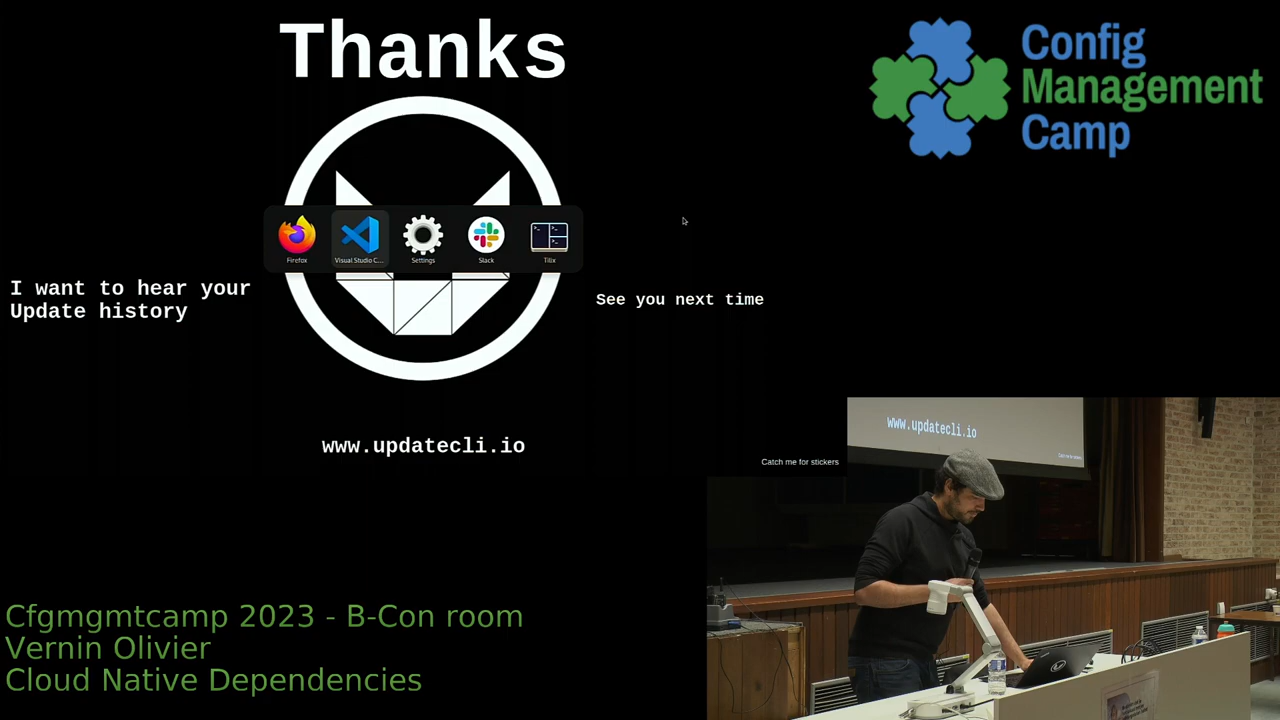 Thanks
Config
Management
Camp
Firefox
Visual Studio C...
Settings
Slack
Tilix
I want to hear your
Update history
See you next time
www.updatecli.io
Catch me for stickers
www.updatecli.io
Cfgmgmtcamp 2023 - B-Con room
Vernin Olivier
Cloud Native Dependencies